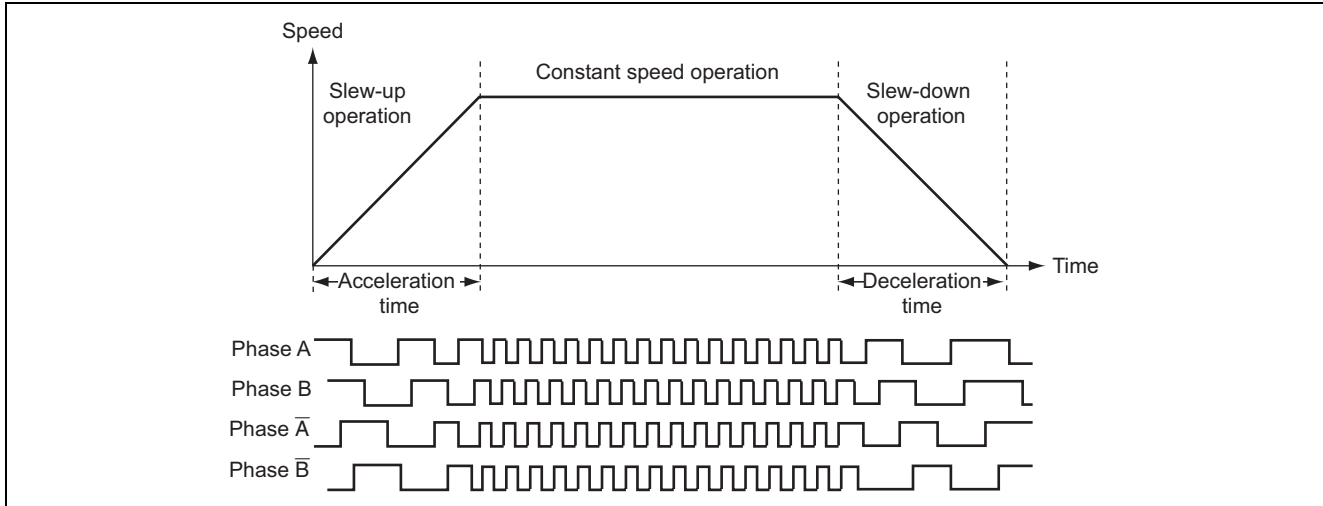 Speed
Slew-up
operation
Constant speed operation
Slew-down
operation
Time
Acceleration
time
Deceleration
time
Phase A
Phase B
Phase A̅
Phase B̅